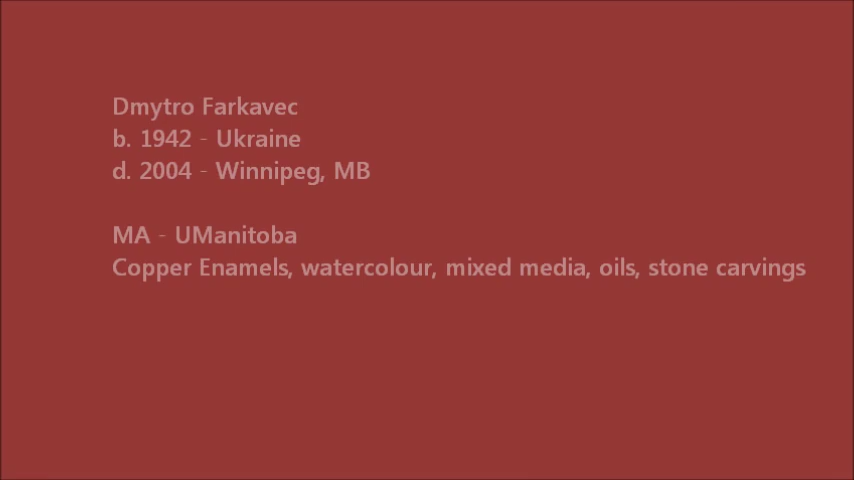 Dmytro Farkavec
b. 1942 - Ukraine
d. 2004 - Winnipeg, MB
MA - UManitoba
Copper Enamels, watercolour, mixed media, oils, stone carvings